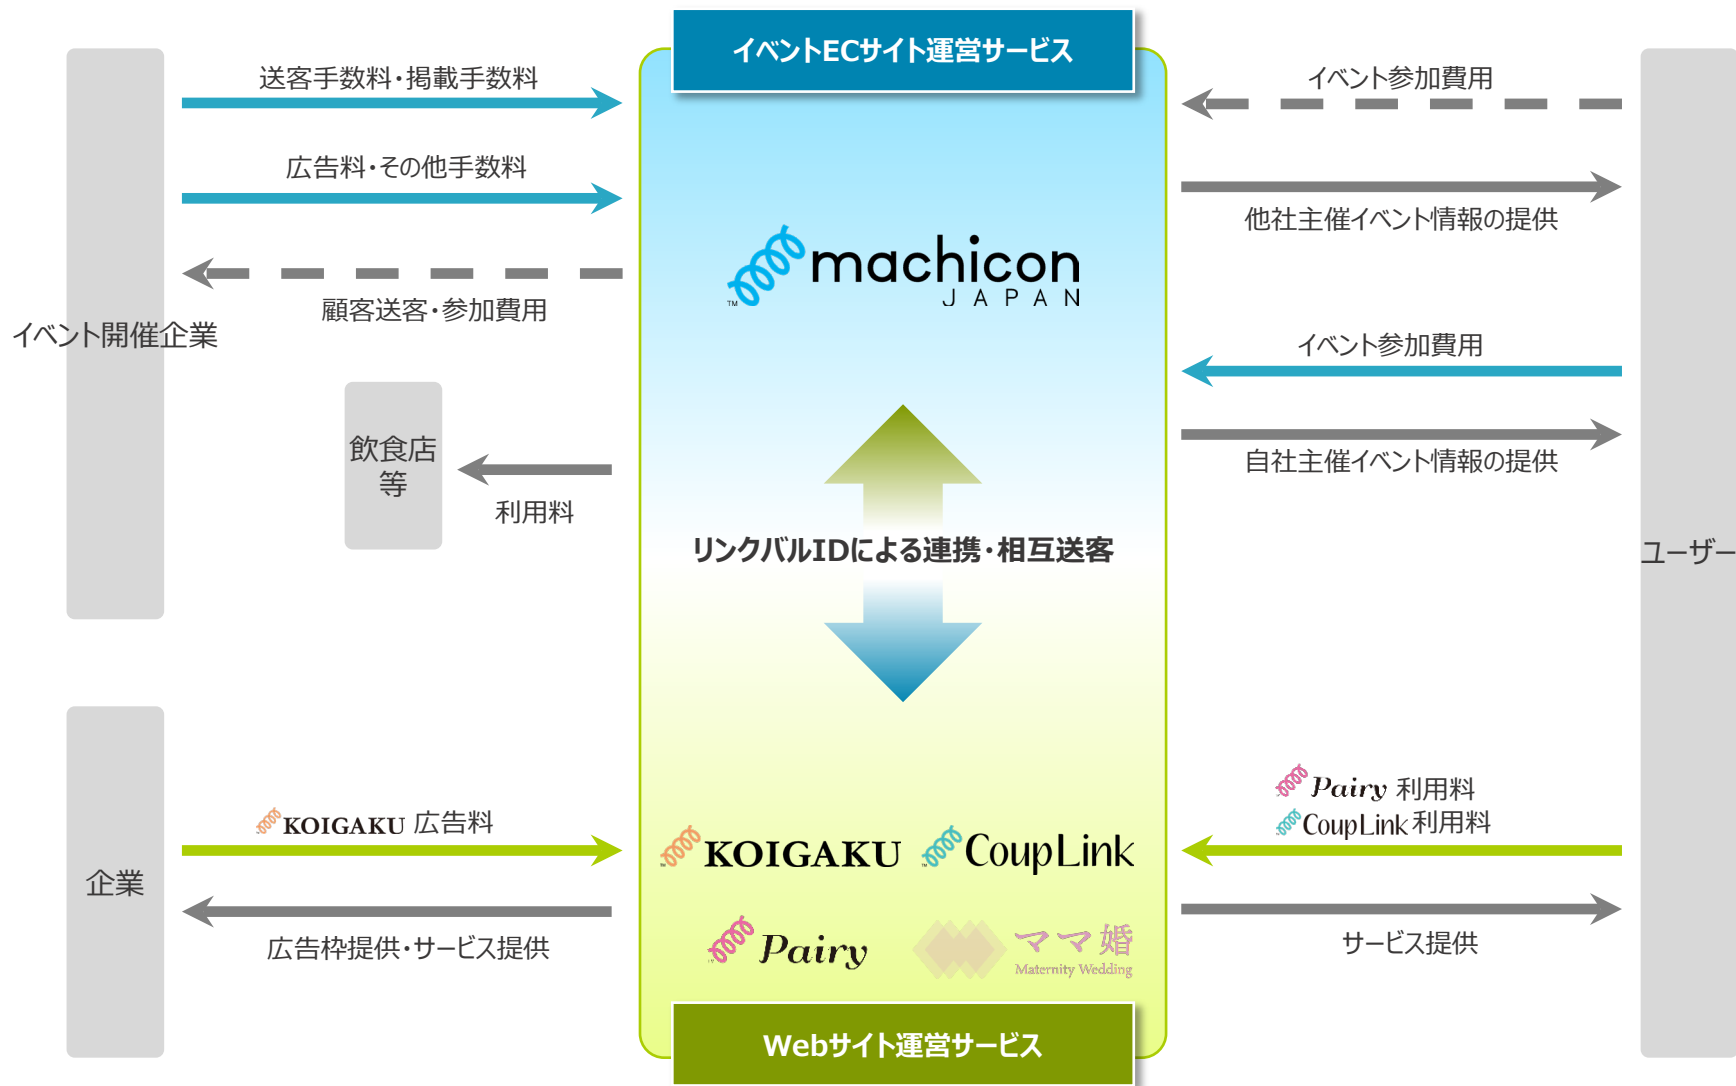 イベントECサイト運営サービス
送客手数料・掲載手数料
広告料・その他手数料
顧客送客・参加費用
イベント開催企業
飲食店
等
利用料
™ machicon
JAPAN
イベント参加費用
他社主催イベント情報の提供
イベント参加費用
自社主催イベント情報の提供
リンクバルIDによる連携・相互送客
ユーザー
企業
KOIGAKU 広告料
広告枠提供・サービス提供
KOIGAKU
CoupLink
Pairy
ママ婚
Maternity Wedding
Pairy 利用料
CoupLink 利用料
サービス提供
Webサイト運営サービス